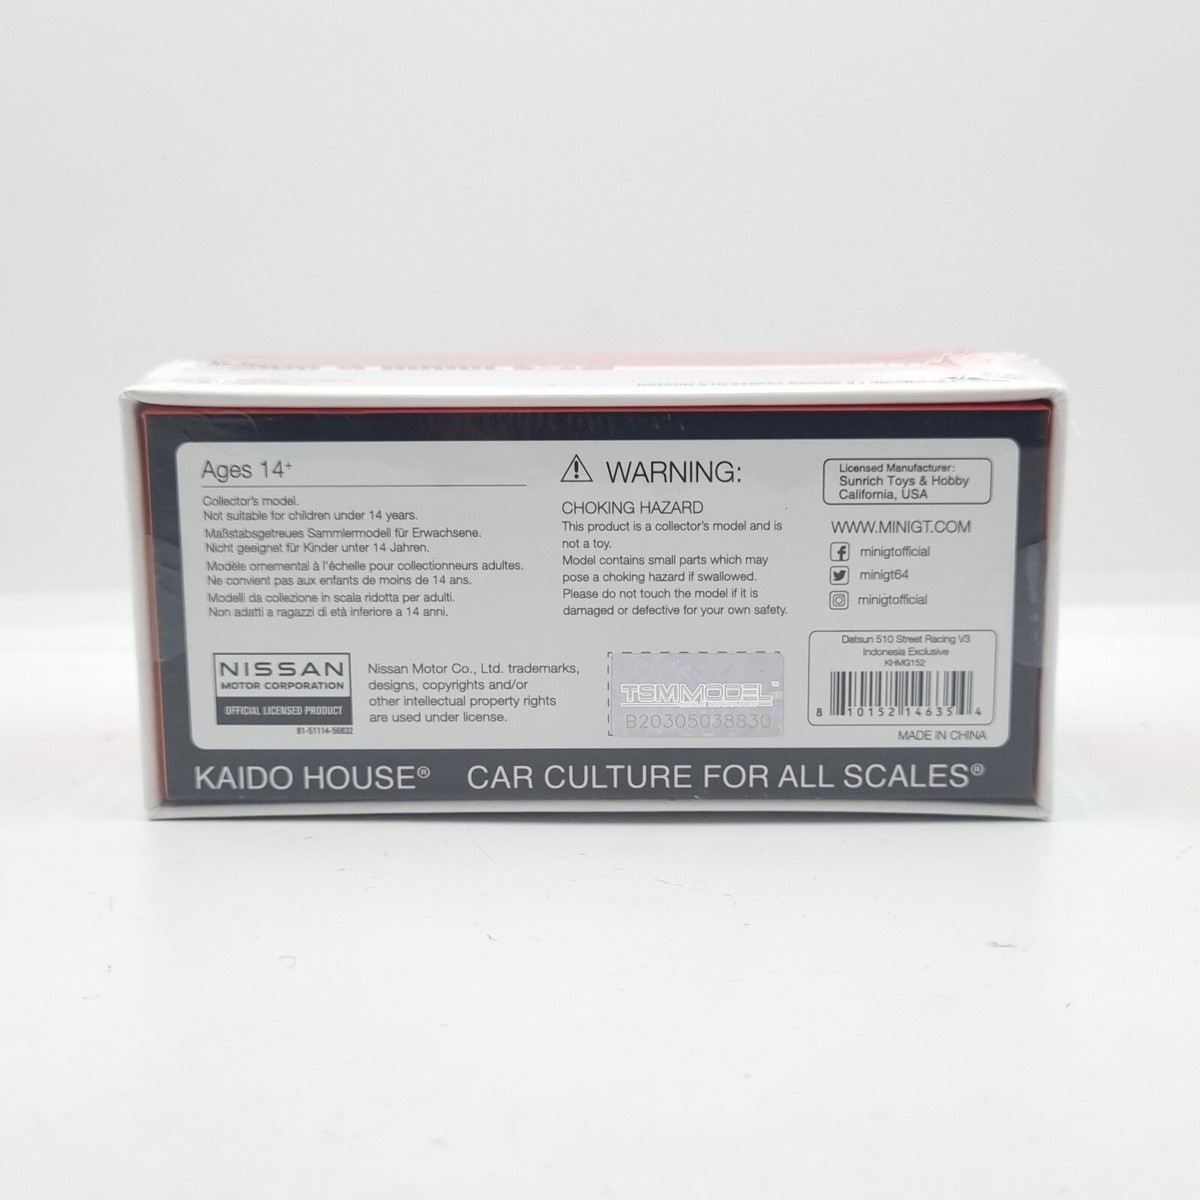 Ages 14+
Collector's model.
Not suitable for children under 14 years.
Maßstabsgetreues Sammlermodell für Erwachsene.
Nicht geeignet für Kinder unter 14 Jahren.
Modèle ornemental à l'échelle pour collectionneurs adultes.
Ne convient pas aux enfants de moins de 14 ans.
Modelli da collezione in scala ridotta per adulti.
Non adatti a ragazzi di età inferiore a 14 anni.
NISSAN
MOTOR CORPORATION
OFFICIAL LICENSED PRODUCT
81-51114-56832
Nissan Motor Co., Ltd. trademarks,
designs, copyrights and/or
other intellectual property rights
are used under license.
⚠ WARNING:
CHOKING HAZARD
This product is a collector's model and is
not a toy.
Model contains small parts which may
pose a choking hazard if swallowed.
Please do not touch the model if it is
damaged or defective for your own safety.
TSM MODEL
B20305038830
Licensed Manufacturer:
Sunrich Toys & Hobby
California, USA
WWW.MINIGT.COM
minigtofficial
minigt64
minigtofficial
Datsun 510 Street Racing V3
Indonesia Exclusive
KHMG152
8 10152 14635 4
MADE IN CHINA
KAIDO HOUSE® CAR CULTURE FOR ALL SCALES®